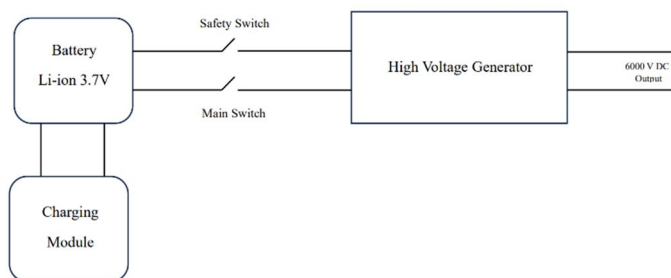 Safety Switch
Battery
Li-ion 3.7V
High Voltage Generator
6000 V DC
Output
Main Switch
Charging
Module